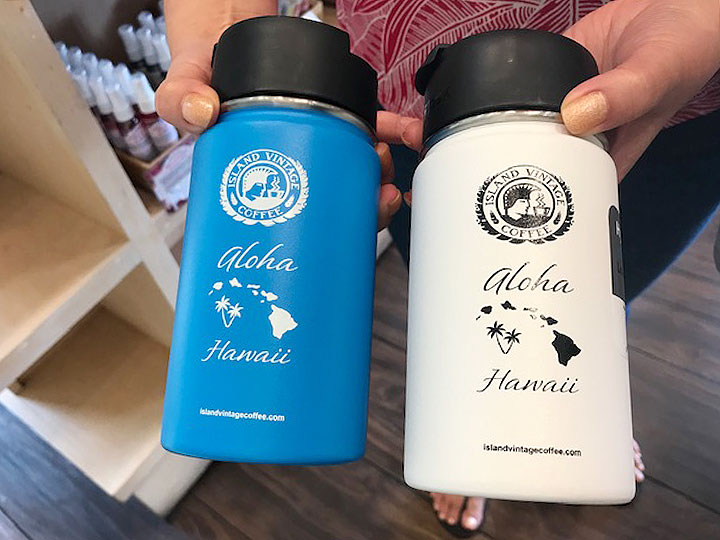 ISLAND VINTAGE
COFFEE
Aloha
Hawaii
islandvintagecoffee.com
ISLAND VINTAGE
COFFEE
Aloha
Hawaii
islandvintagecoffee.com